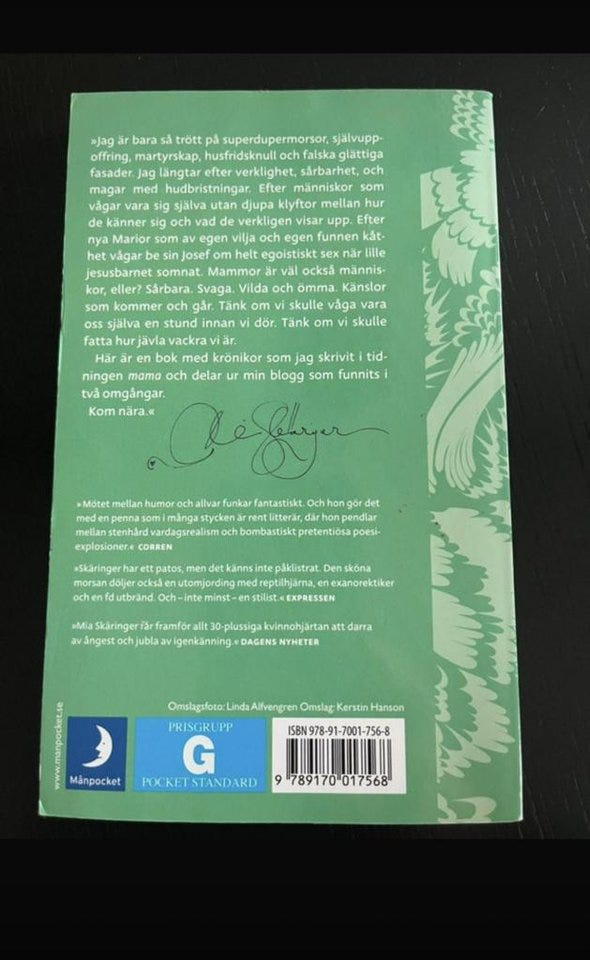 »Jag är bara så trött på superdupermorsor, självupp-
offring, martyrskap, husfridsknull och falska glättiga
fasader. Jag längtar efter verklighet, sårbarhet, och
magar med hudbristningar. Efter människor som
vågar vara sig själva utan djupa klyftor mellan hur
de känner sig och vad de verkligen visar upp. Efter
nya Marior som av egen vilja och egen funnen kåt-
het vågar be sin Josef om helt egoistiskt sex när lille
jesusbarnet somnat. Mammor är väl också männis-
kor, eller? Sårbara. Svaga. Vilda och ömma. Känslor
som kommer och går. Tänk om vi skulle våga vara
oss själva en stund innan vi dör. Tänk om vi skulle
fatta hur jävla vackra vi är.
Här är en bok med krönikor som jag skrivit i tid-
ningen mama och delar ur min blogg som funnits i
två omgångar.
Kom nära.«
»Mötet mellan humor och allvar funkar fantastiskt. Och hon gör det
med en penna som i många stycken är rent litterär, där hon pendlar
mellan stenhård vardagsrealism och bombastiskt pretentiösa poesi-
explosioner.« CORREN
»Skäringer har ett patos, men det känns inte påklistrat. Den sköna
morsan döljer också en utomjording med reptilhjärna, en exanorektiker
och en fd utbränd. Och – inte minst – en stilist.« EXPRESSEN
»Mia Skäringer får framför allt 30-plussiga kvinnohjärtan att darra
av ångest och jubla av igenkänning.« DAGENS NYHETER
Omslagsfoto: Linda Alfvengren Omslag: Kerstin Hanson
www.manpocket.se
Månpocket
PRISGRUPP
G
POCKET STANDARD
ISBN 978-91-7001-756-8
9 789170 017568